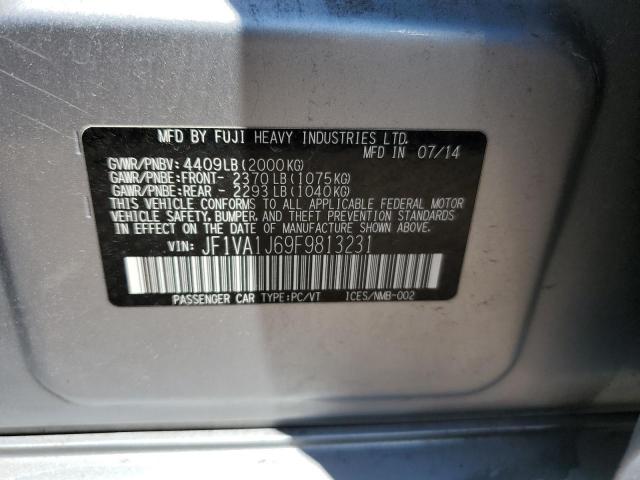 MFD BY FUJI HEAVY INDUSTRIES LTD.
MFD IN 07/14
GVWR/PNBV: 4409LB(2000KG)
GAWR/PNBE:FRONT- 2370LB(1075KG)
GAWR/PNBE:REAR - 2293LB(1040KG)
THIS VEHICLE CONFORMS TO ALL APPLICABLE FEDERAL MOTOR
VEHICLE SAFETY, BUMPER, AND THEFT PREVENTION STANDARDS
IN EFFECT ON THE DATE OF MANUFACTURE SHOWN ABOVE.
VIN: JF1VA1J69F9813231
PASSENGER CAR TYPE:PC/VT ICES/NMB-002